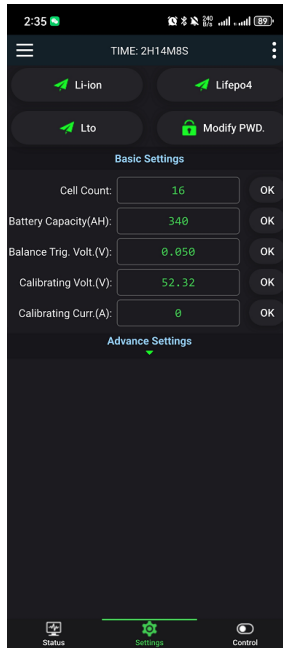 2:35 240 B/s 89
TIME: 2H14M8S
Li-ion Lifepo4
Lto Modify PWD.
Basic Settings
Cell Count: 16 OK
Battery Capacity(AH): 340 OK
Balance Trig. Volt.(V): 0.050 OK
Calibrating Volt.(V): 52.32 OK
Calibrating Curr.(A): 0 OK
Advance Settings
Status Settings Control